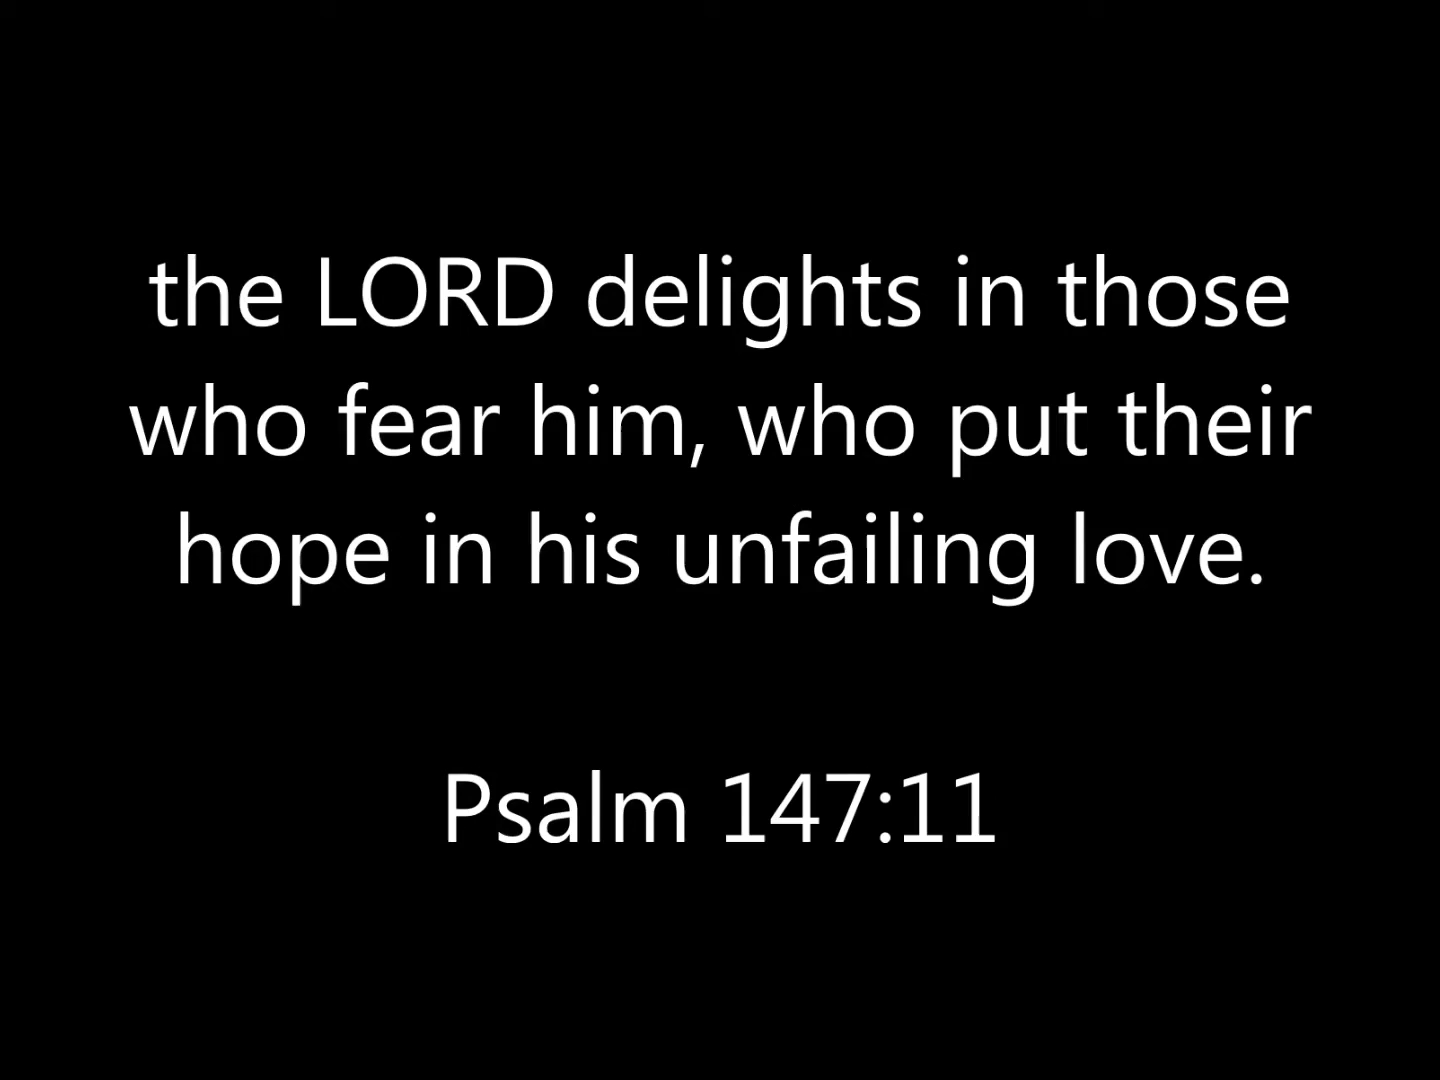 the LORD delights in those
who fear him, who put their
hope in his unfailing love.
Psalm 147:11